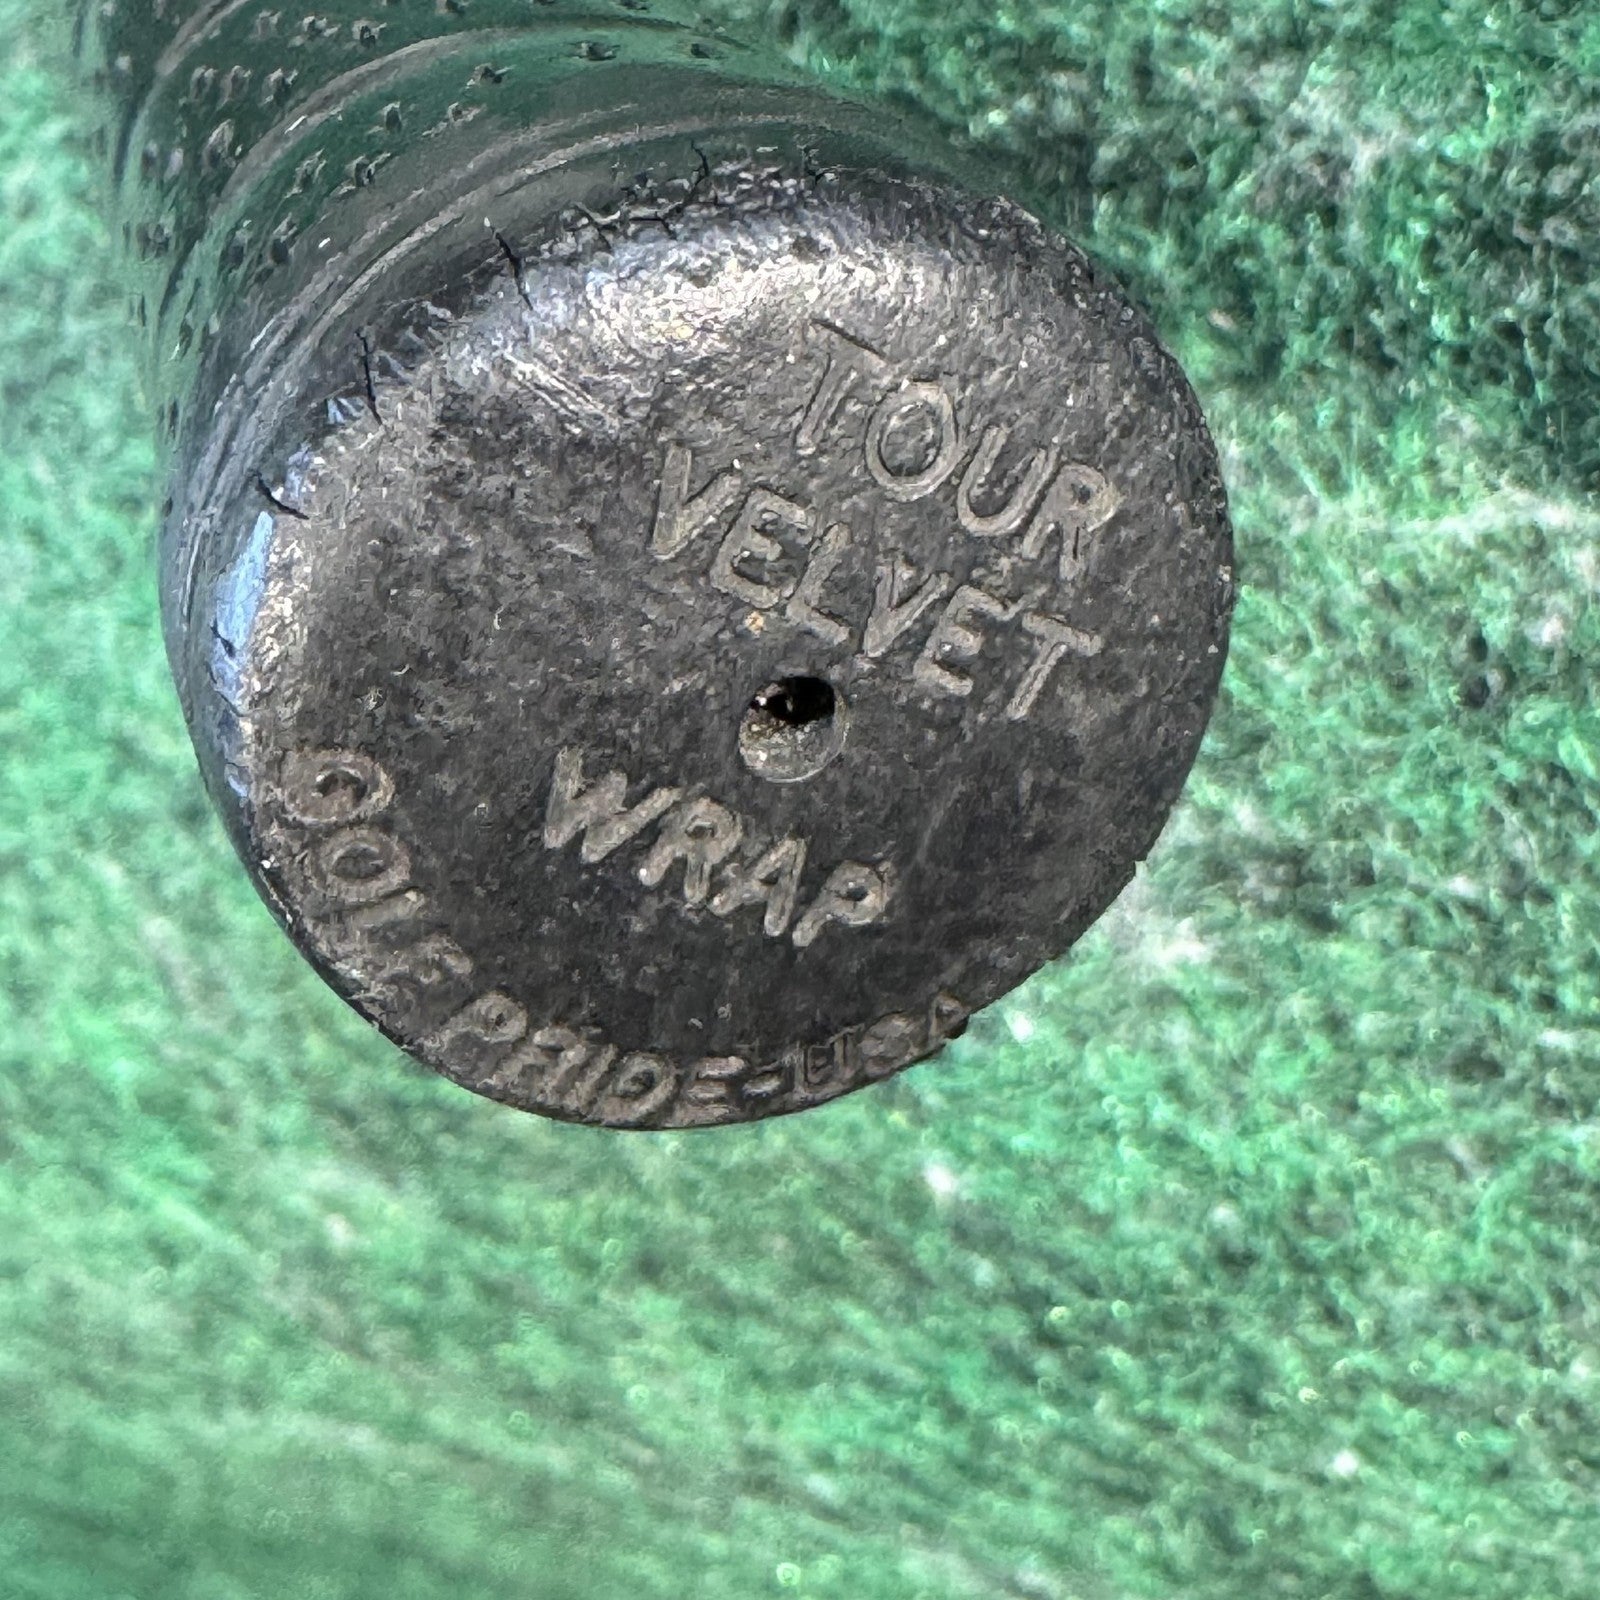 TOUR
VELVET
WRAP
GOLF PRIDE-USA